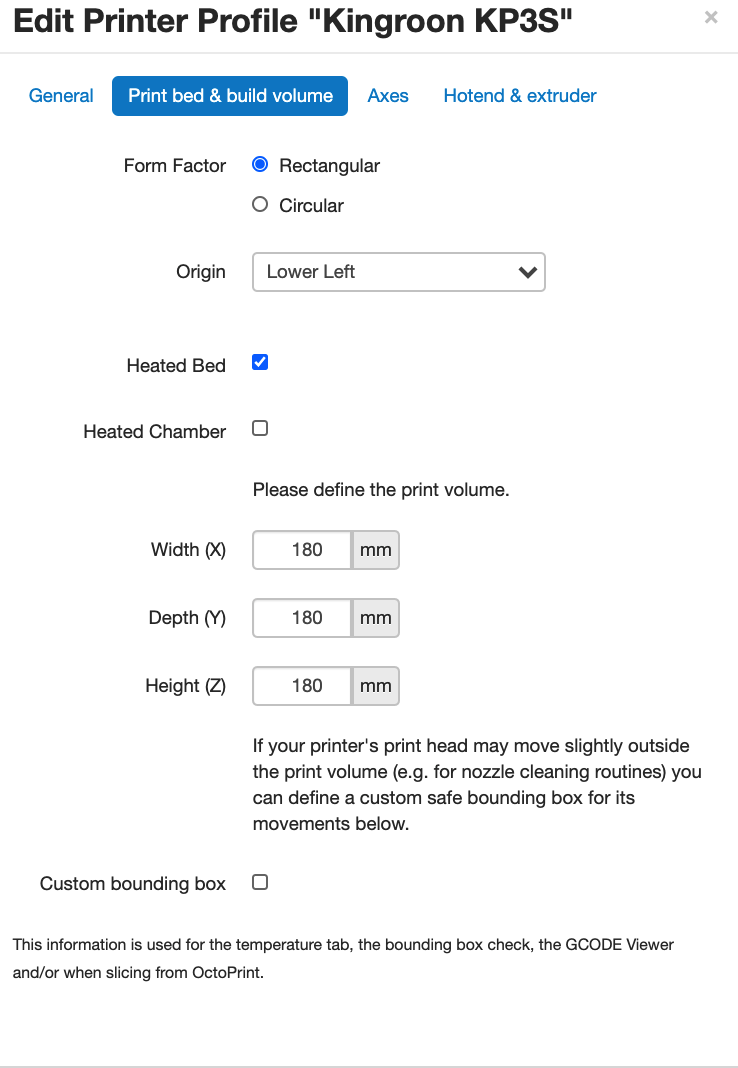 Edit Printer Profile "Kingroon KP3S"
×
General Print bed & build volume Axes Hotend & extruder
Form Factor Rectangular
Circular
Origin Lower Left
Heated Bed
Heated Chamber
Please define the print volume.
Width (X) 180 mm
Depth (Y) 180 mm
Height (Z) 180 mm
If your printer's print head may move slightly outside
the print volume (e.g. for nozzle cleaning routines) you
can define a custom safe bounding box for its
movements below.
Custom bounding box
This information is used for the temperature tab, the bounding box check, the GCODE Viewer
and/or when slicing from OctoPrint.